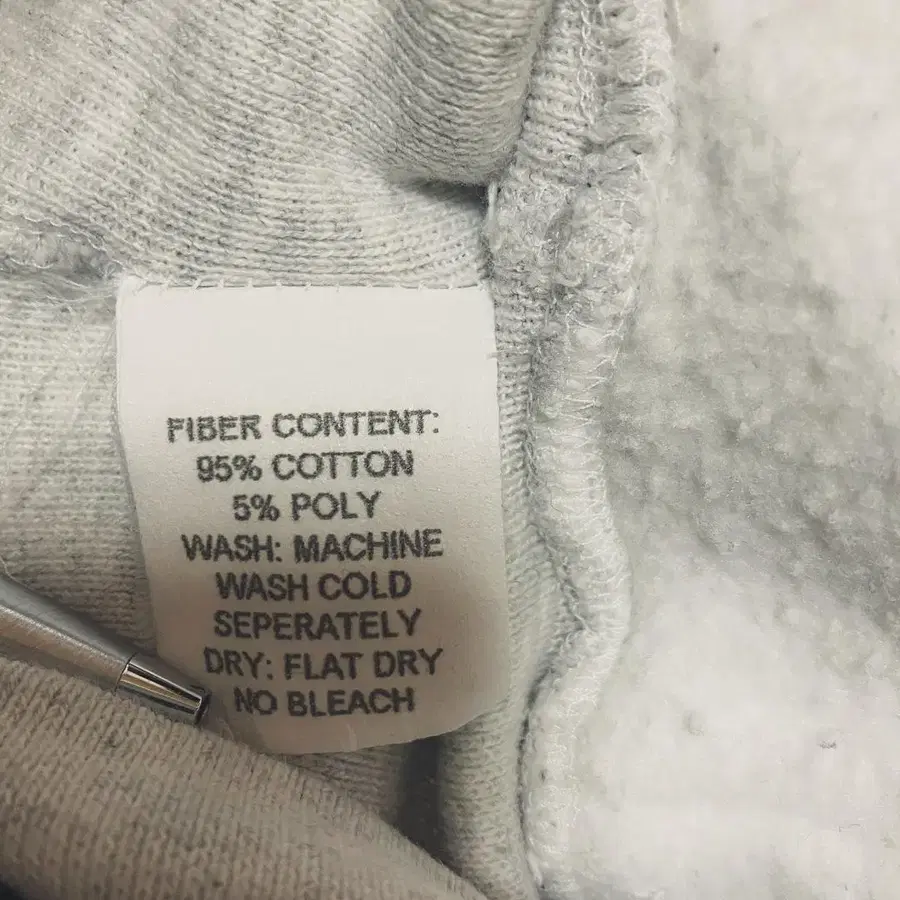 FIBER CONTENT:
95% COTTON
5% POLY
WASH: MACHINE
WASH COLD
SEPERATELY
DRY: FLAT DRY
NO BLEACH